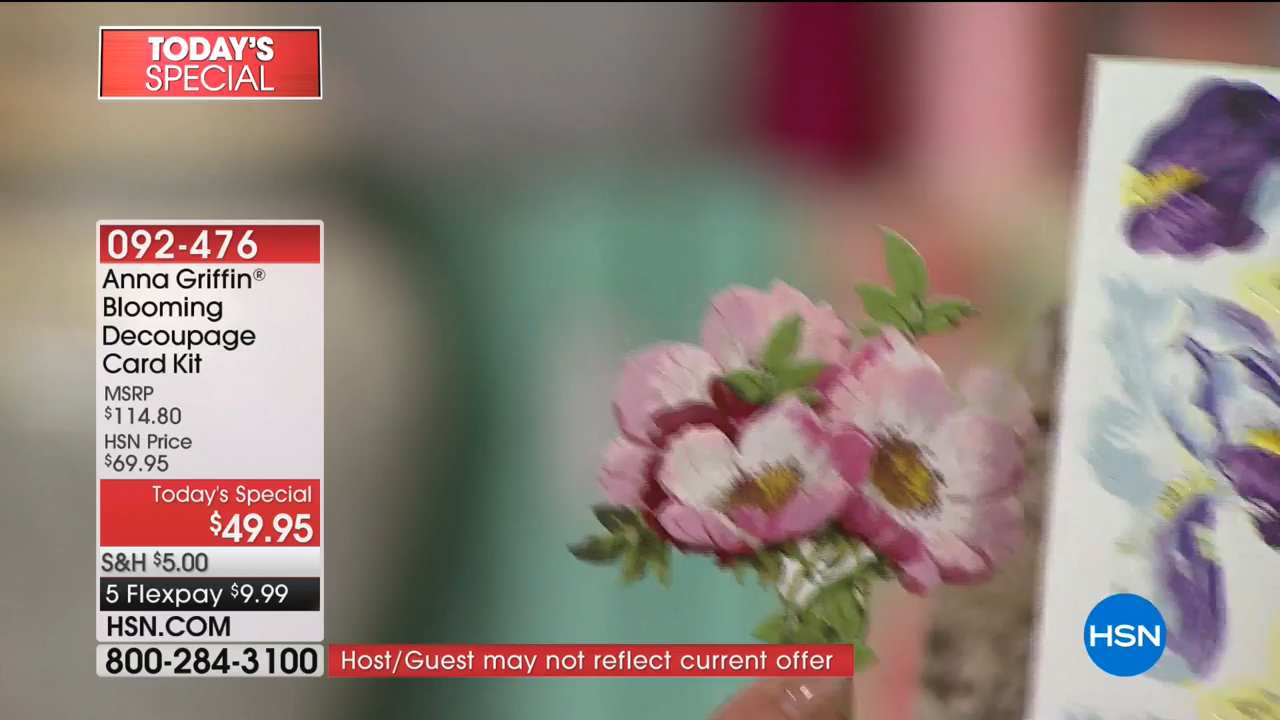 TODAY'S
SPECIAL
092-476
Anna Griffin®
Blooming
Decoupage
Card Kit
MSRP
$114.80
HSN Price
$69.95
Today's Special
$49.95
S&H $5.00
5 Flexpay $9.99
HSN.COM
800-284-3100
Host/Guest may not reflect current offer
HSN